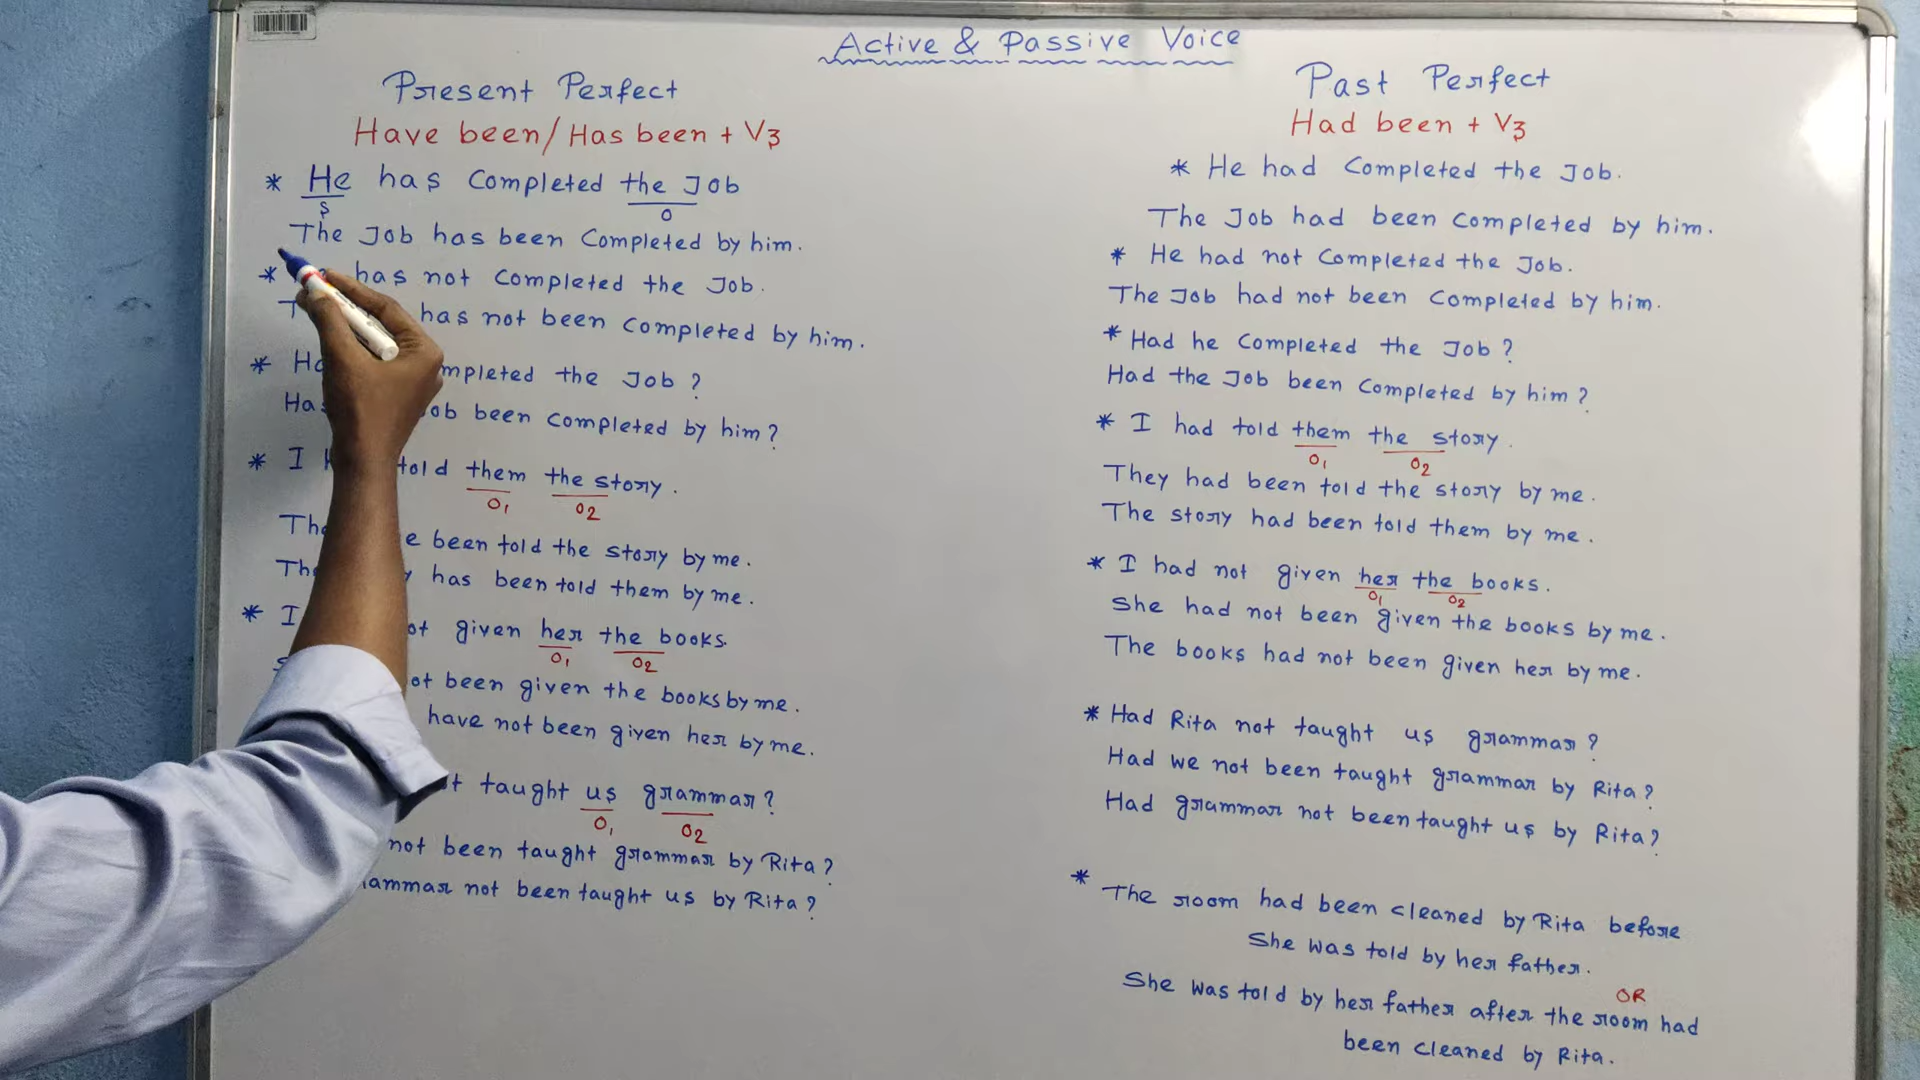 Active & Passive Voice
Present Perfect
Have been/Has been + V3
* He has completed the Job
S O
The Job has been completed by him.
* has not completed the Job.
has not been completed by him.
* completed the Job?
been completed by him?
* I told them the story.
O1 O2
been told the story by me.
has been told them by me.
* I given her the books.
O1 O2
been given the books by me.
have not been given her by me.
taught us grammar?
O1 O2
not been taught grammar by Rita?
not been taught us by Rita?
Past Perfect
Had been + V3
* He had completed the Job.
The Job had been completed by him.
* He had not completed the Job.
The Job had not been completed by him.
* Had he completed the Job?
Had the Job been completed by him?
* I had told them the story.
O1 O2
They had been told the story by me.
The story had been told them by me.
* I had not given her the books.
O1 O2
She had not been given the books by me.
The books had not been given her by me.
* Had Rita not taught us grammar?
Had we not been taught grammar by Rita?
Had grammar not been taught us by Rita?
* The room had been cleaned by Rita before
She was told by her father.
OR
She was told by her father after the room had
been cleaned by Rita.